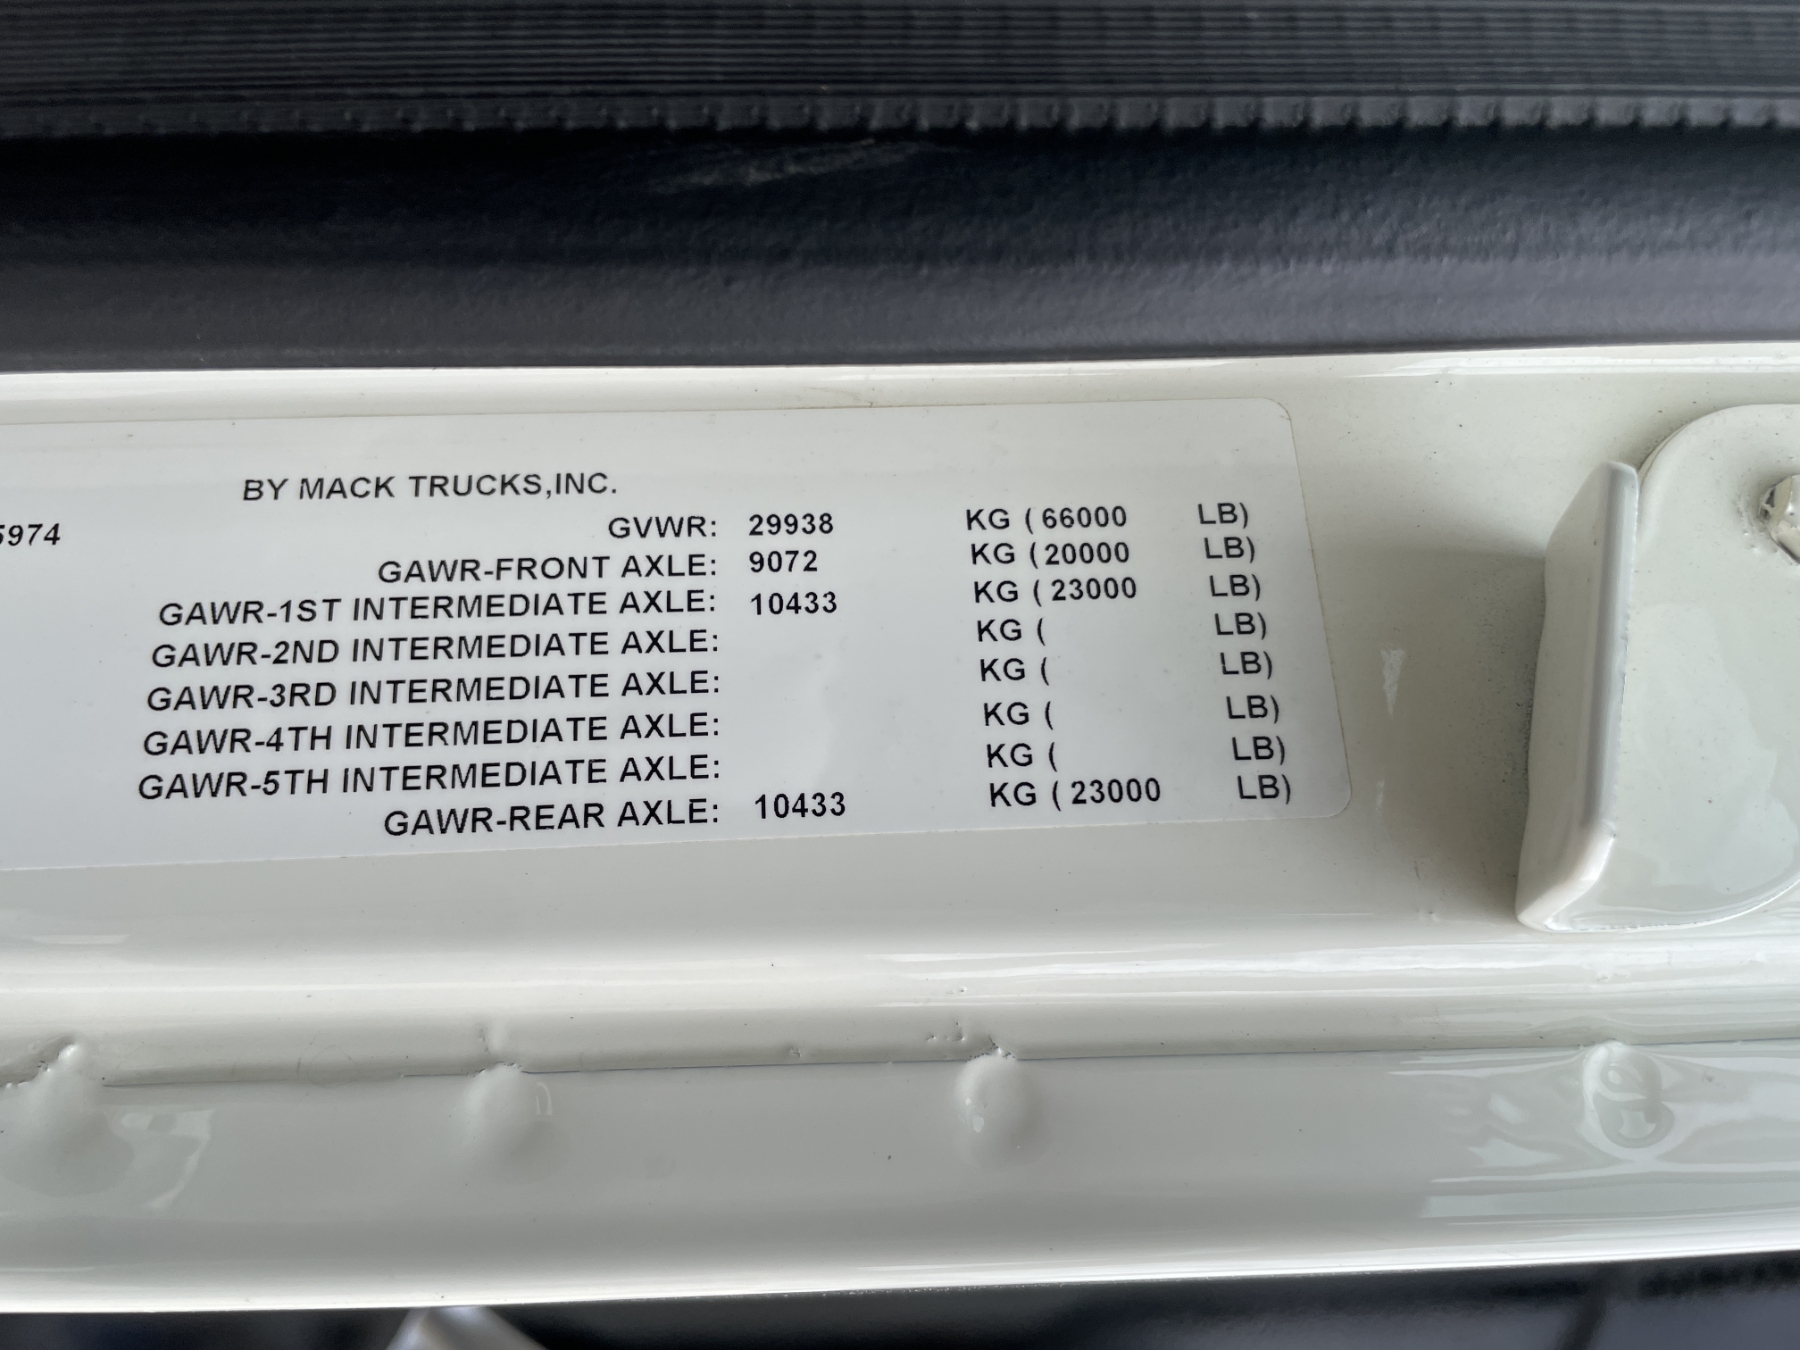 BY MACK TRUCKS,INC.
5974 GVWR: 29938 KG (66000 LB)
GAWR-FRONT AXLE: 9072 KG (20000 LB)
GAWR-1ST INTERMEDIATE AXLE: 10433 KG (23000 LB)
GAWR-2ND INTERMEDIATE AXLE: KG ( LB)
GAWR-3RD INTERMEDIATE AXLE: KG ( LB)
GAWR-4TH INTERMEDIATE AXLE: KG ( LB)
GAWR-5TH INTERMEDIATE AXLE: KG ( LB)
GAWR-REAR AXLE: 10433 KG (23000 LB)